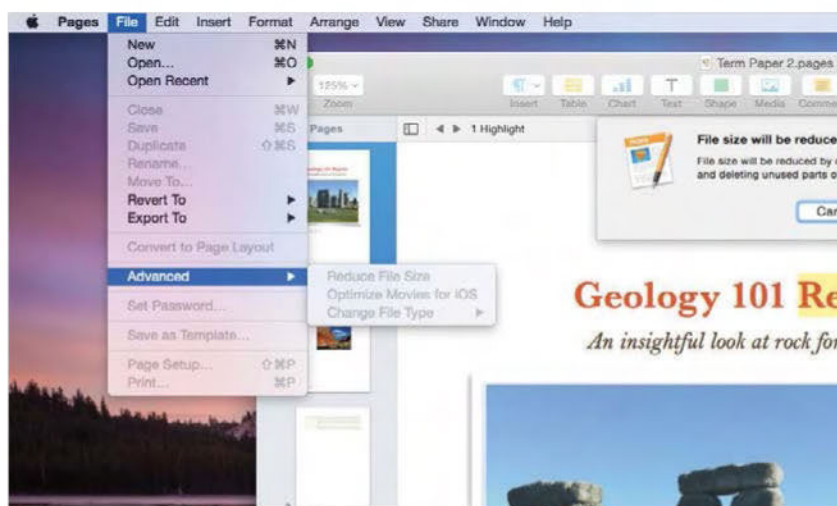 Pages File Edit Insert Format Arrange View Share Window Help
New ⌘N
Open... ⌘O
Open Recent
Close ⌘W
Save ⌘S
Duplicate ⇧⌘S
Rename...
Move To...
Revert To
Export To
Convert to Page Layout
Advanced
Set Password...
Save as Template...
Page Setup... ⇧⌘P
Print... ⌘P
Reduce File Size
Optimize Movies for iOS
Change File Type
Term Paper 2.pages
125%
Zoom Insert Table Chart Text Shape Media Comme
Pages 1 Highlight
File size will be reduce
File size will be reduced by
and deleting unused parts o
Can
Geology 101 Re
An insightful look at rock for